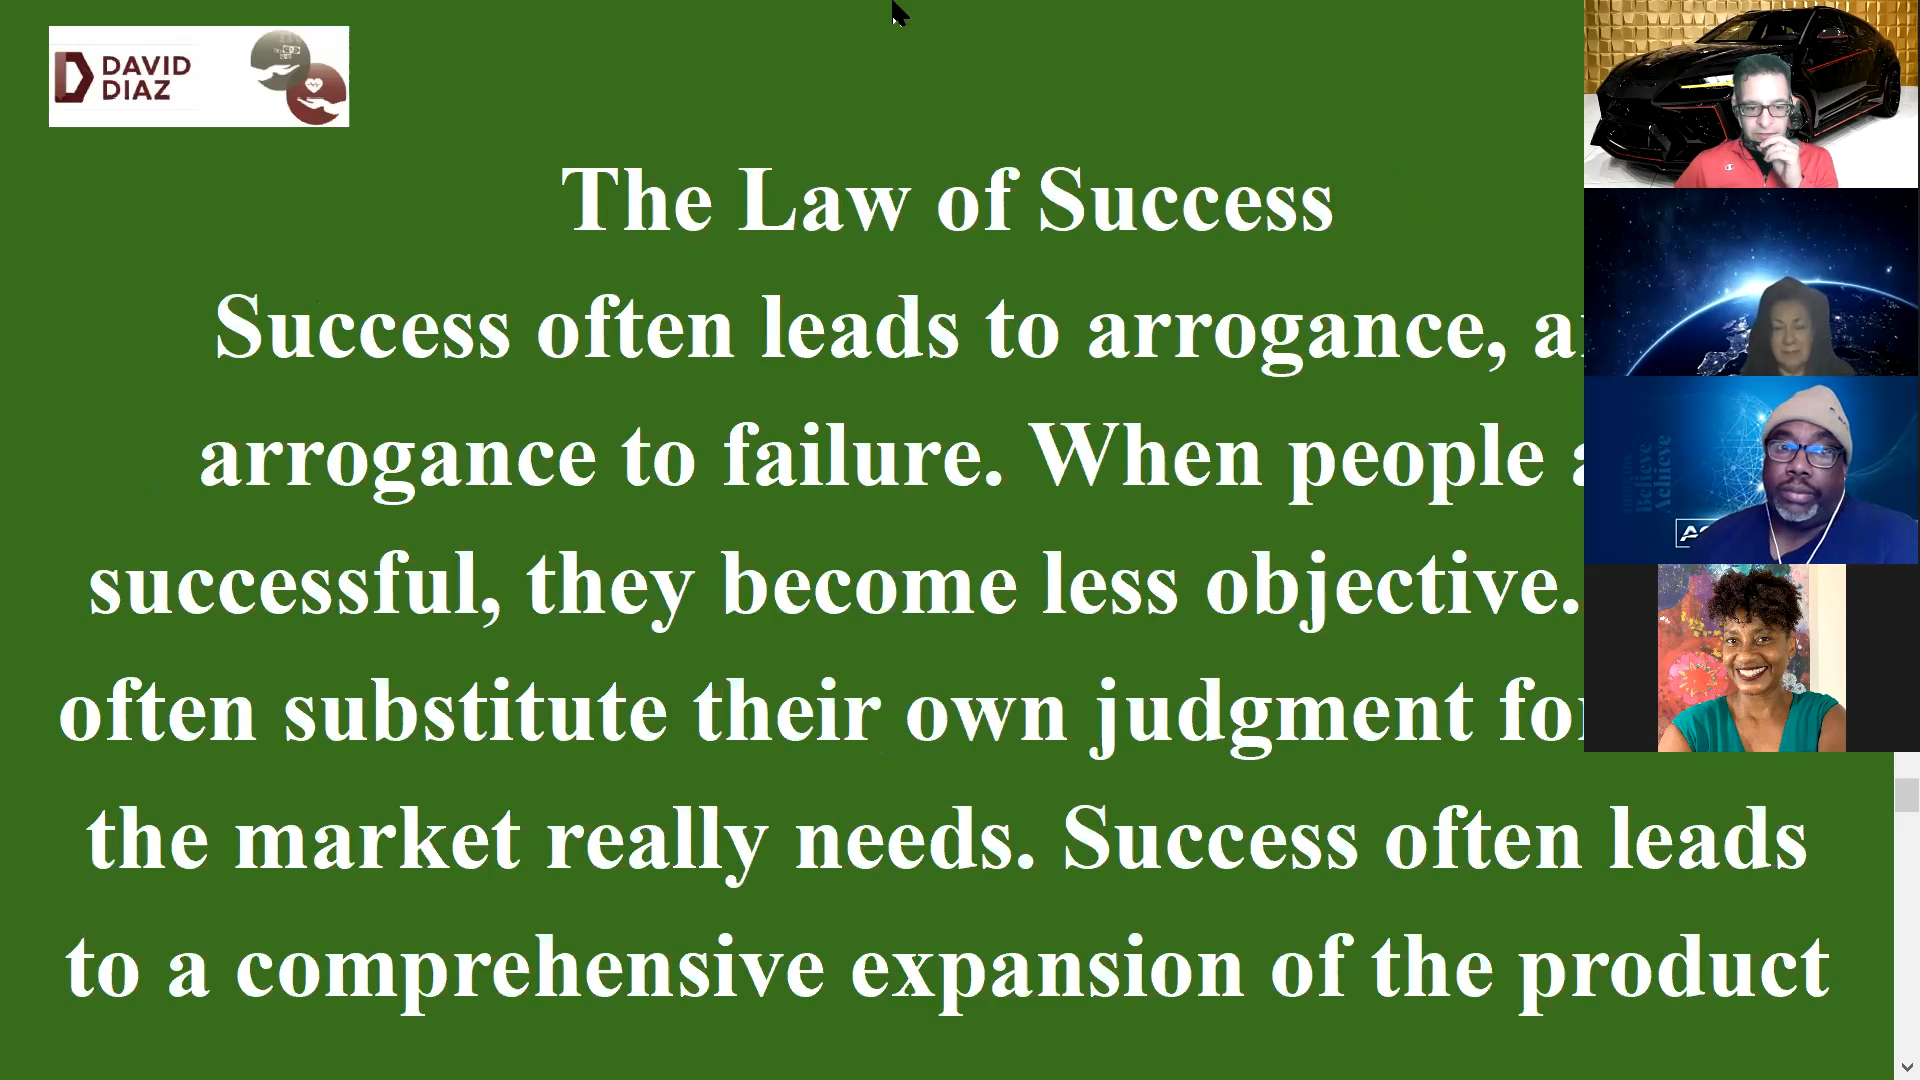 DAVID
DIAZ
The Law of Success
Success often leads to arrogance,
arrogance to failure. When people
successful, they become less objective.
often substitute their own judgment
the market really needs. Success often leads
to a comprehensive expansion of the product
Believe
Achieve